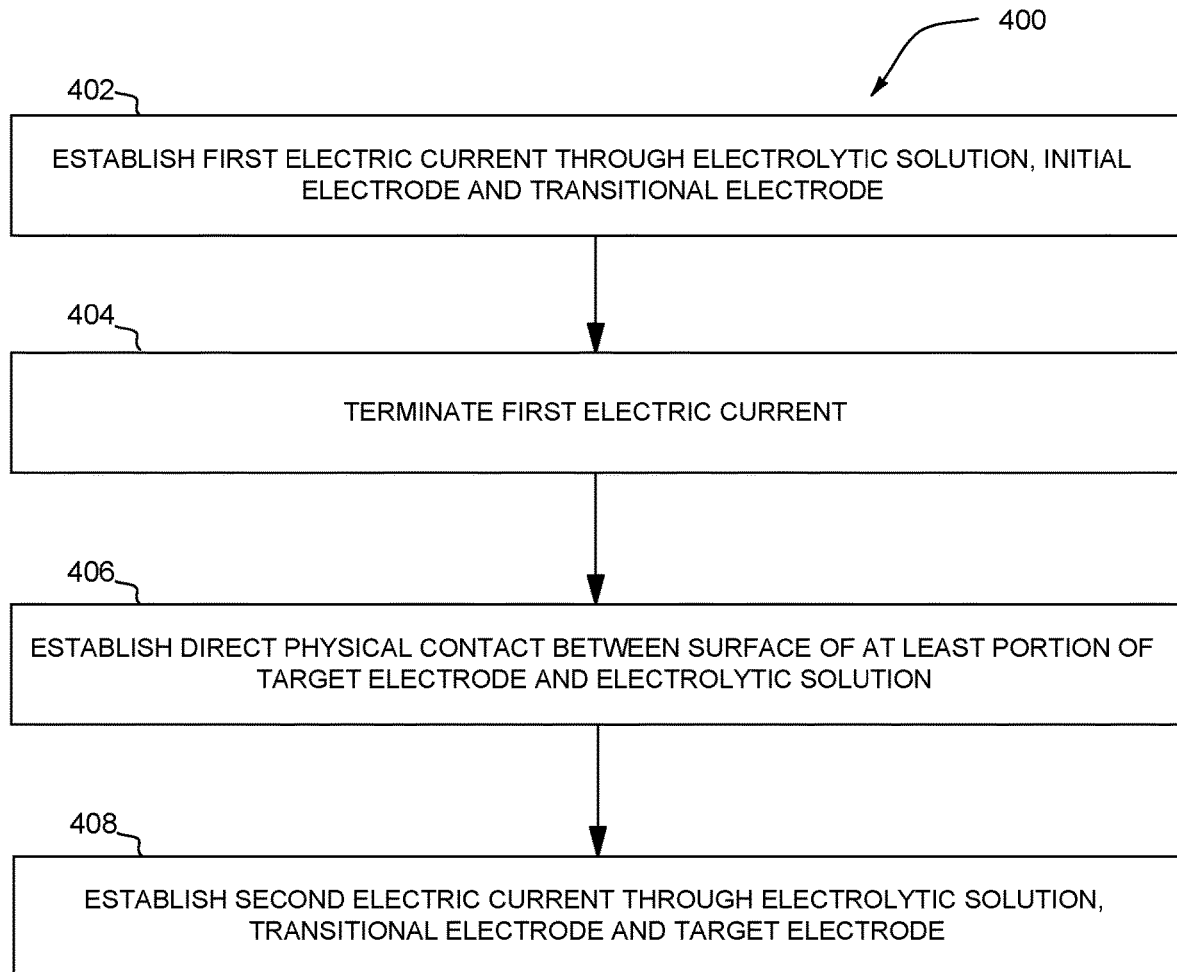 400
402
ESTABLISH FIRST ELECTRIC CURRENT THROUGH ELECTROLYTIC SOLUTION, INITIAL
ELECTRODE AND TRANSITIONAL ELECTRODE
404
TERMINATE FIRST ELECTRIC CURRENT
406
ESTABLISH DIRECT PHYSICAL CONTACT BETWEEN SURFACE OF AT LEAST PORTION OF
TARGET ELECTRODE AND ELECTROLYTIC SOLUTION
408
ESTABLISH SECOND ELECTRIC CURRENT THROUGH ELECTROLYTIC SOLUTION,
TRANSITIONAL ELECTRODE AND TARGET ELECTRODE